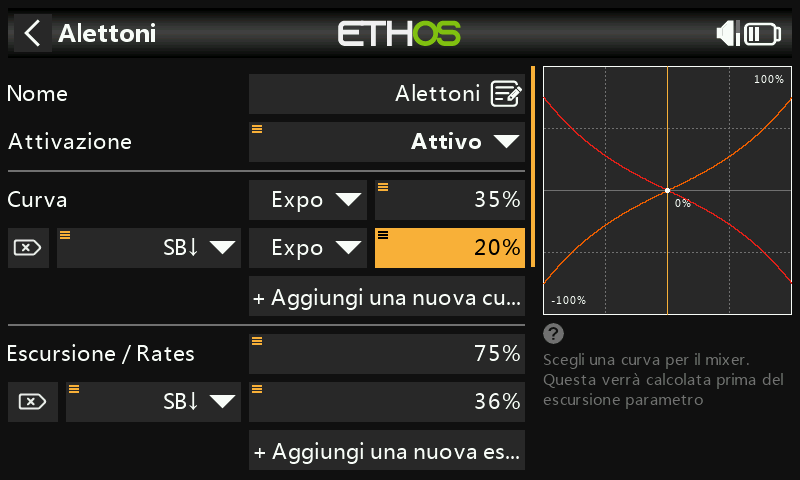 Alettoni
ETHOS
Nome
Alettoni
Attivazione
Attivo
Curva
Expo
35%
SB↓
Expo
20%
+ Aggiungi una nuova cu...
Escursione / Rates
75%
SB↓
36%
+ Aggiungi una nuova es...
100%
0%
-100%
?
Scegli una curva per il mixer.
Questa verrà calcolata prima del
escursione parametro